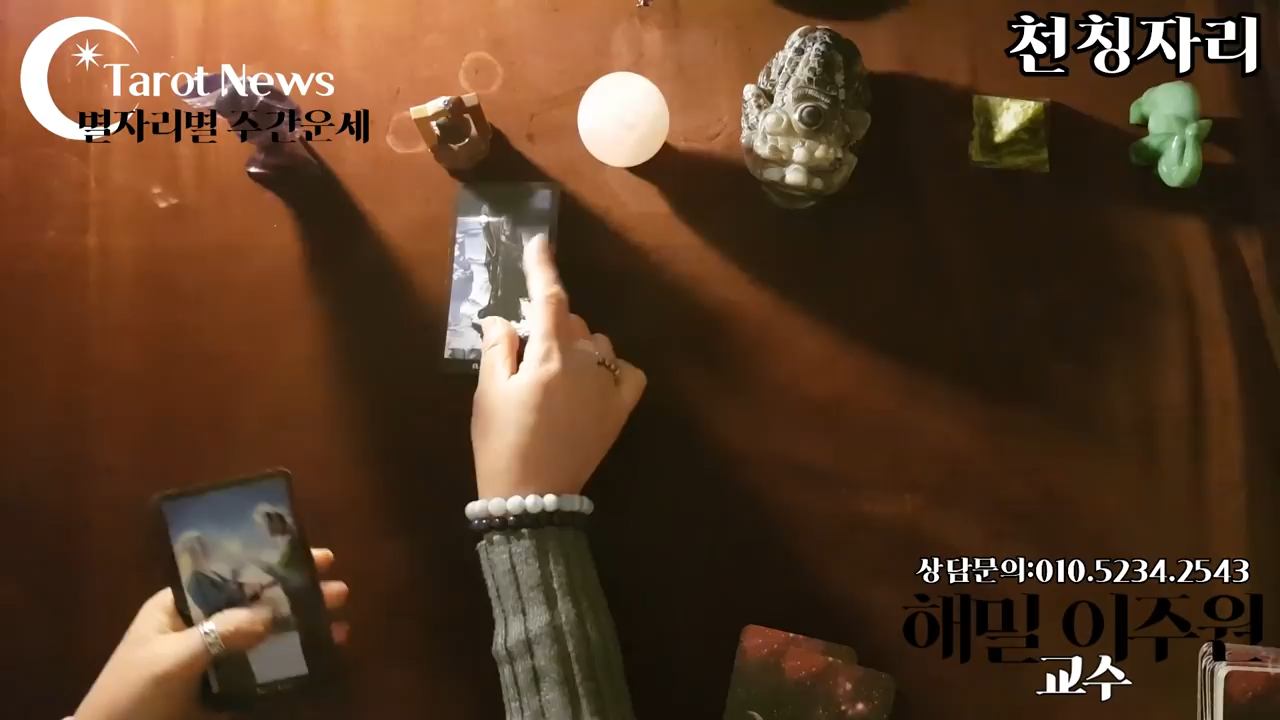 Tarot News
별자리별 주간운세
천칭자리
상담문의:010.5234.2543
해밀 이주원
교수